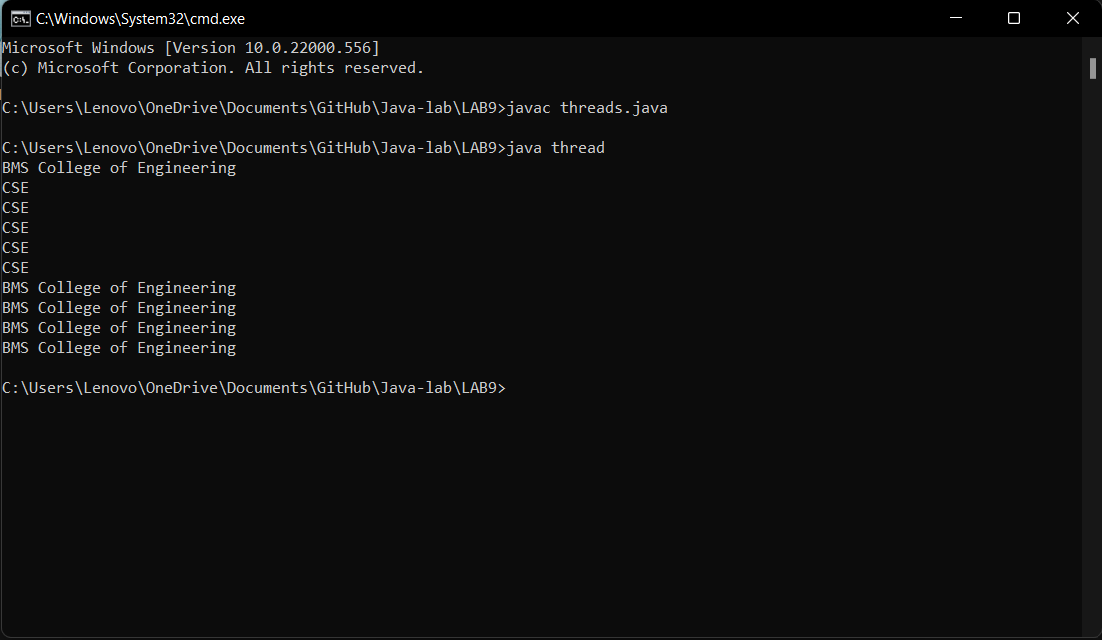 C:\Windows\System32\cmd.exe
Microsoft Windows [Version 10.0.22000.556]
(c) Microsoft Corporation. All rights reserved.
C:\Users\Lenovo\OneDrive\Documents\GitHub\Java-lab\LAB9>javac threads.java
C:\Users\Lenovo\OneDrive\Documents\GitHub\Java-lab\LAB9>java thread
BMS College of Engineering
CSE
CSE
CSE
CSE
CSE
BMS College of Engineering
BMS College of Engineering
BMS College of Engineering
BMS College of Engineering
C:\Users\Lenovo\OneDrive\Documents\GitHub\Java-lab\LAB9>